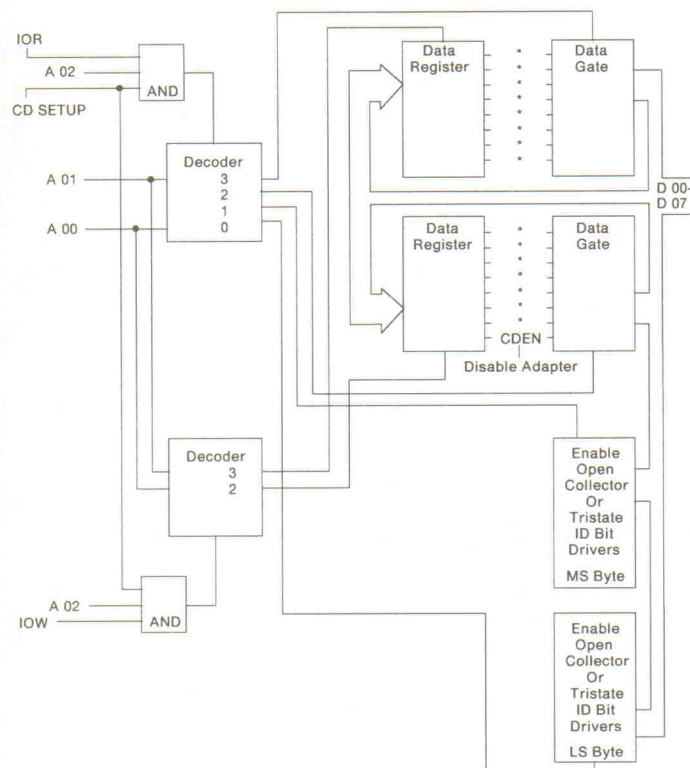 IOR
A 02
CD SETUP
AND
A 01
A 00
Decoder
3
2
1
0
Data
Register
*
*
*
*
*
*
*
*
Data
Gate
D 00-
D 07
Data
Register
*
*
*
*
*
*
*
CDEN
Disable Adapter
Data
Gate
Decoder
3
2
A 02
IOW
AND
Enable
Open
Collector
Or
Tristate
ID Bit
Drivers
MS Byte
Enable
Open
Collector
Or
Tristate
ID Bit
Drivers
LS Byte